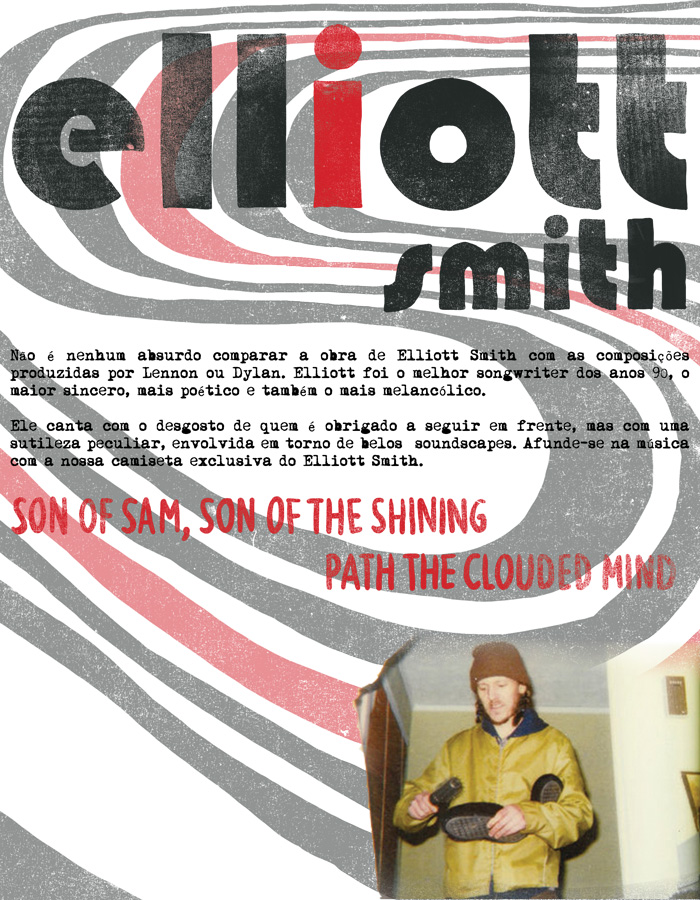 elliott
smith
Não é nenhum absurdo comparar a obra de Elliott Smith com as composições
produzidas por Lennon ou Dylan. Elliott foi o melhor songwriter dos anos 90, o
maior sincero, mais poético e também o mais melancólico.
Ele canta com o desgosto de quem é obrigado a seguir em frente, mas com uma
sutileza peculiar, envolvida em torno de belos soundscapes. Afunde-se na música
com a nossa camiseta exclusiva do Elliott Smith.
SON OF SAM, SON OF THE SHINING
PATH THE CLOUDED MIND